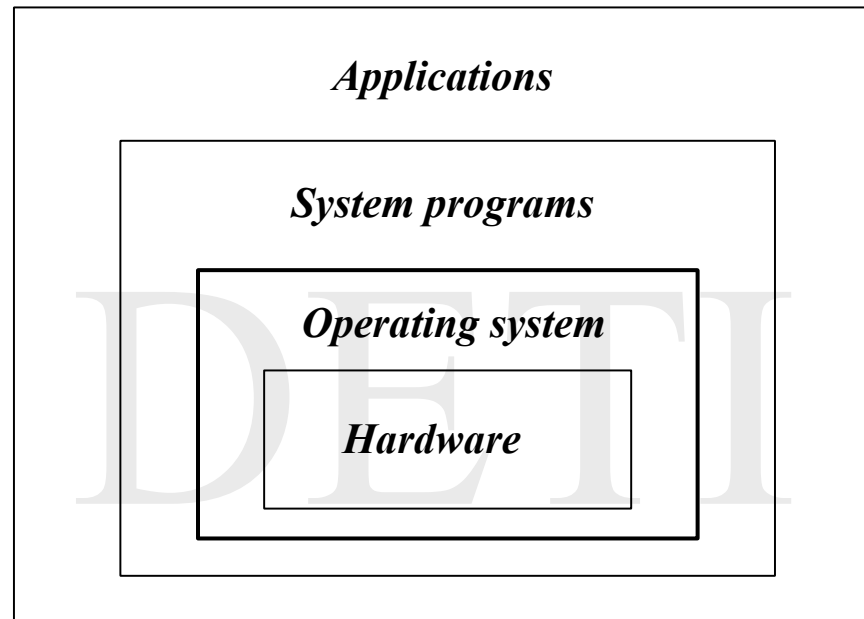 Applications
System programs
Operating system
Hardware
DETI